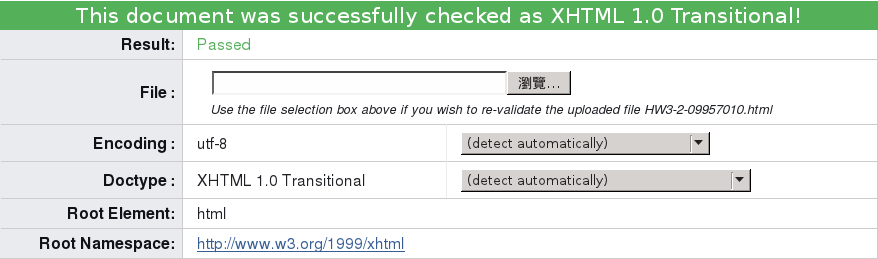 This document was successfully checked as XHTML 1.0 Transitional!
Result: Passed
File : 瀏覽...
Use the file selection box above if you wish to re-validate the uploaded file HW3-2-09957010.html
Encoding : utf-8 (detect automatically)
Doctype : XHTML 1.0 Transitional (detect automatically)
Root Element: html
Root Namespace: http://www.w3.org/1999/xhtml